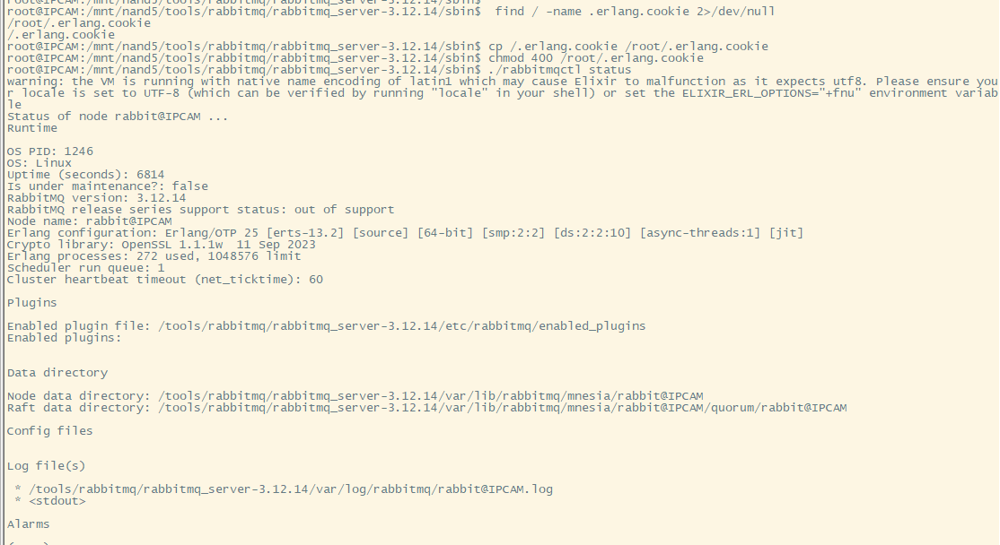 root@IPCAM:/mnt/nand5/tools/rabbitmq/rabbitmq_server-3.12.14/sbin$
root@IPCAM:/mnt/nand5/tools/rabbitmq/rabbitmq_server-3.12.14/sbin$  find / -name .erlang.cookie 2>/dev/null
/root/.erlang.cookie
/.erlang.cookie
root@IPCAM:/mnt/nand5/tools/rabbitmq/rabbitmq_server-3.12.14/sbin$ cp /.erlang.cookie /root/.erlang.cookie
root@IPCAM:/mnt/nand5/tools/rabbitmq/rabbitmq_server-3.12.14/sbin$ chmod 400 /root/.erlang.cookie
root@IPCAM:/mnt/nand5/tools/rabbitmq/rabbitmq_server-3.12.14/sbin$ ./rabbitmqctl status
warning: the VM is running with native name encoding of latin1 which may cause Elixir to malfunction as it expects utf8. Please ensure you
r locale is set to UTF-8 (which can be verified by running "locale" in your shell) or set the ELIXIR_ERL_OPTIONS="+fnu" environment variab
le
Status of node rabbit@IPCAM ...
Runtime
OS PID: 1246
OS: Linux
Uptime (seconds): 6814
Is under maintenance?: false
RabbitMQ version: 3.12.14
RabbitMQ release series support status: out of support
Node name: rabbit@IPCAM
Erlang configuration: Erlang/OTP 25 [erts-13.2] [source] [64-bit] [smp:2:2] [ds:2:2:10] [async-threads:1] [jit]
Crypto library: OpenSSL 1.1.1w  11 Sep 2023
Erlang processes: 272 used, 1048576 limit
Scheduler run queue: 1
Cluster heartbeat timeout (net_ticktime): 60
Plugins
Enabled plugin file: /tools/rabbitmq/rabbitmq_server-3.12.14/etc/rabbitmq/enabled_plugins
Enabled plugins:
Data directory
Node data directory: /tools/rabbitmq/rabbitmq_server-3.12.14/var/lib/rabbitmq/mnesia/rabbit@IPCAM
Raft data directory: /tools/rabbitmq/rabbitmq_server-3.12.14/var/lib/rabbitmq/mnesia/rabbit@IPCAM/quorum/rabbit@IPCAM
Config files
Log file(s)
 * /tools/rabbitmq/rabbitmq_server-3.12.14/var/log/rabbitmq/rabbit@IPCAM.log
 * <stdout>
Alarms